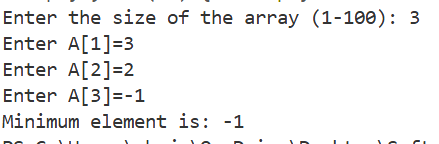 Enter the size of the array (1-100): 3
Enter A[1]=3
Enter A[2]=2
Enter A[3]=-1
Minimum element is: -1